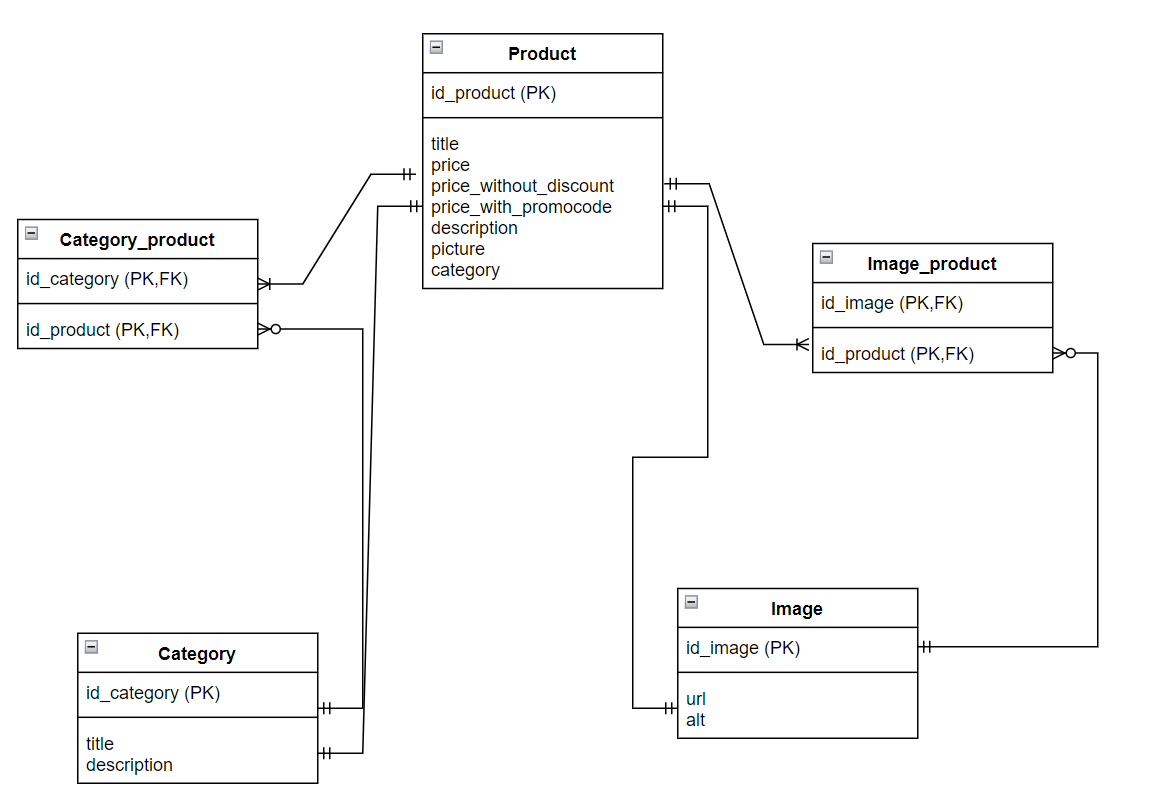 Product
id_product (PK)
title
price
price_without_discount
price_with_promocode
description
picture
category
Category_product
id_category (PK,FK)
id_product (PK,FK)
Image_product
id_image (PK,FK)
id_product (PK,FK)
Image
id_image (PK)
url
alt
Category
id_category (PK)
title
description